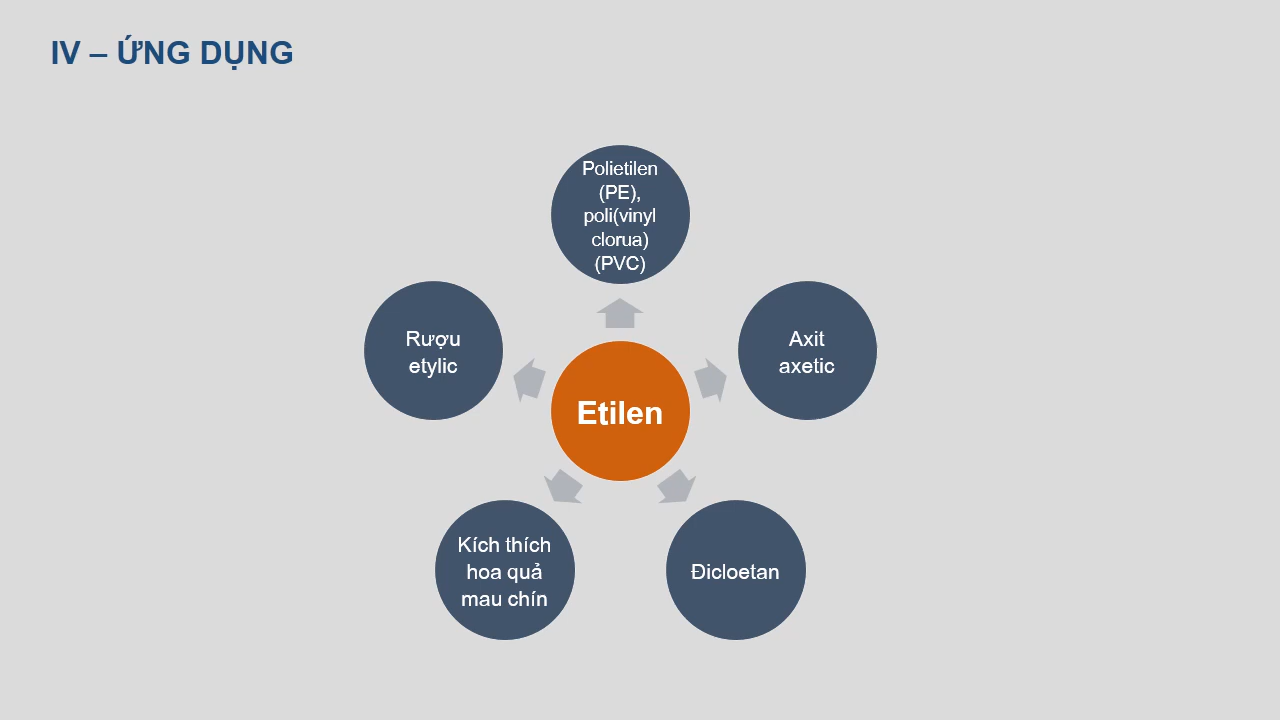 IV – ỨNG DỤNG
Polietilen
(PE),
poli(vinyl
clorua)
(PVC)
Rượu
etylic
Axit
axetic
Etilen
Kích thích
hoa quả
mau chín
Đicloetan